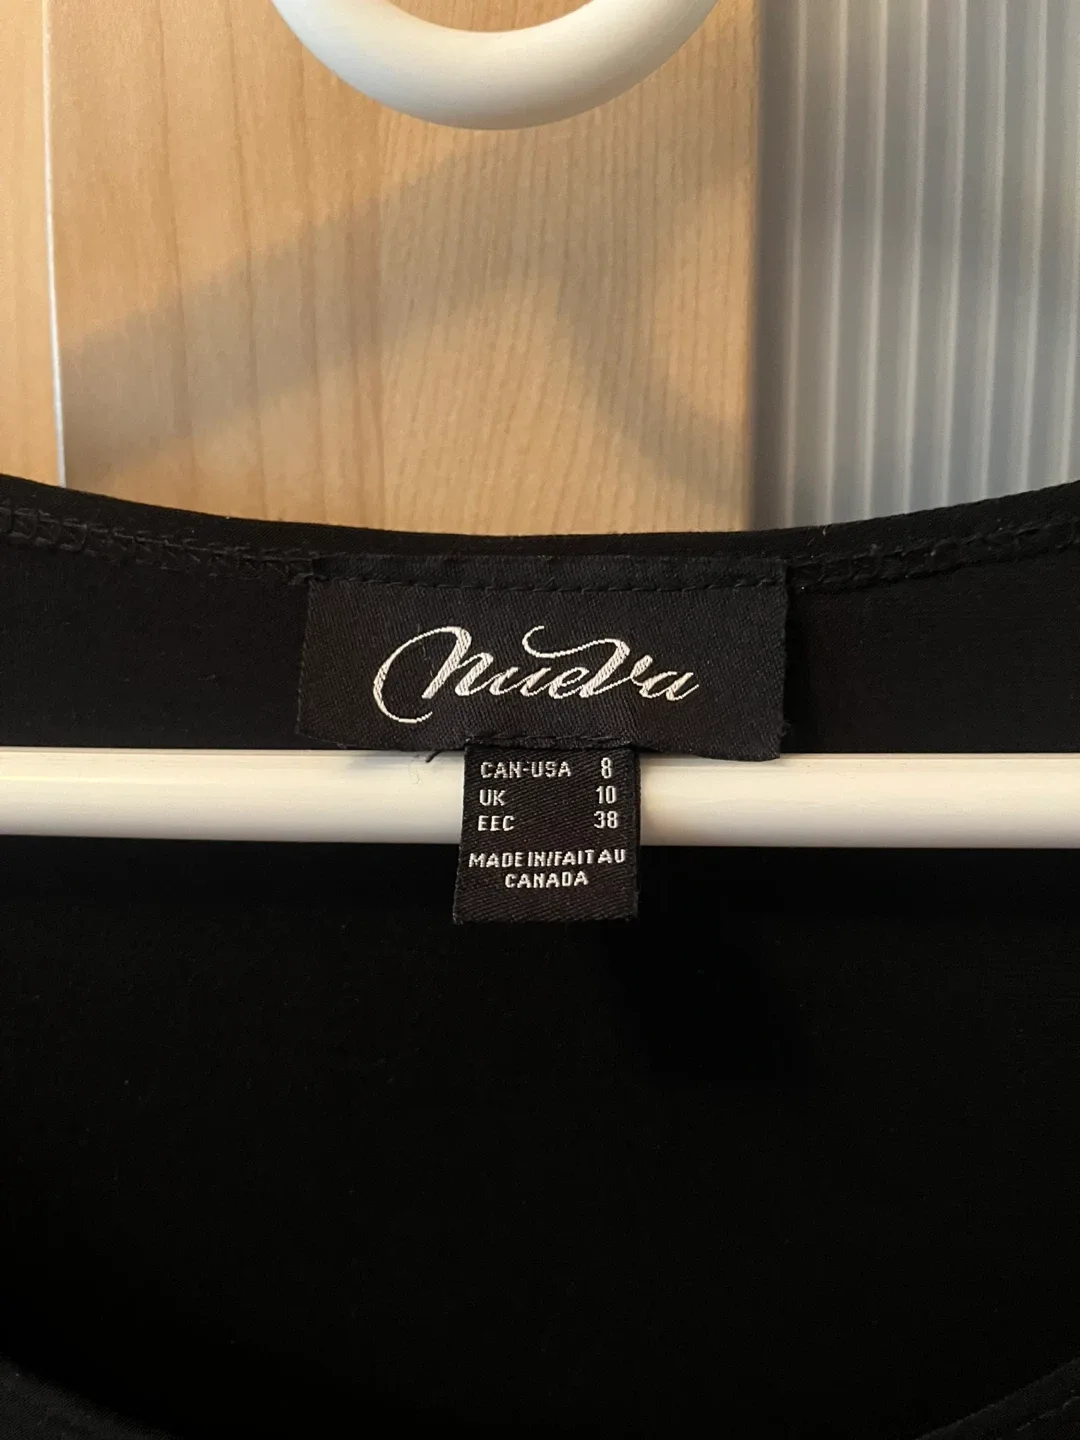 nueva
CAN-USA 8
UK 10
EEC 38
MADE IN/FAIT AU
CANADA